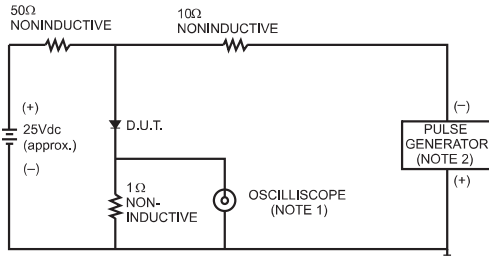 50Ω
NONINDUCTIVE
10Ω
NONINDUCTIVE
(+)
25Vdc
(approx.)
(–)
D.U.T.
1Ω
NON-
INDUCTIVE
OSCILLISCOPE
(NOTE 1)
(–)
PULSE
GENERATOR
(NOTE 2)
(+)